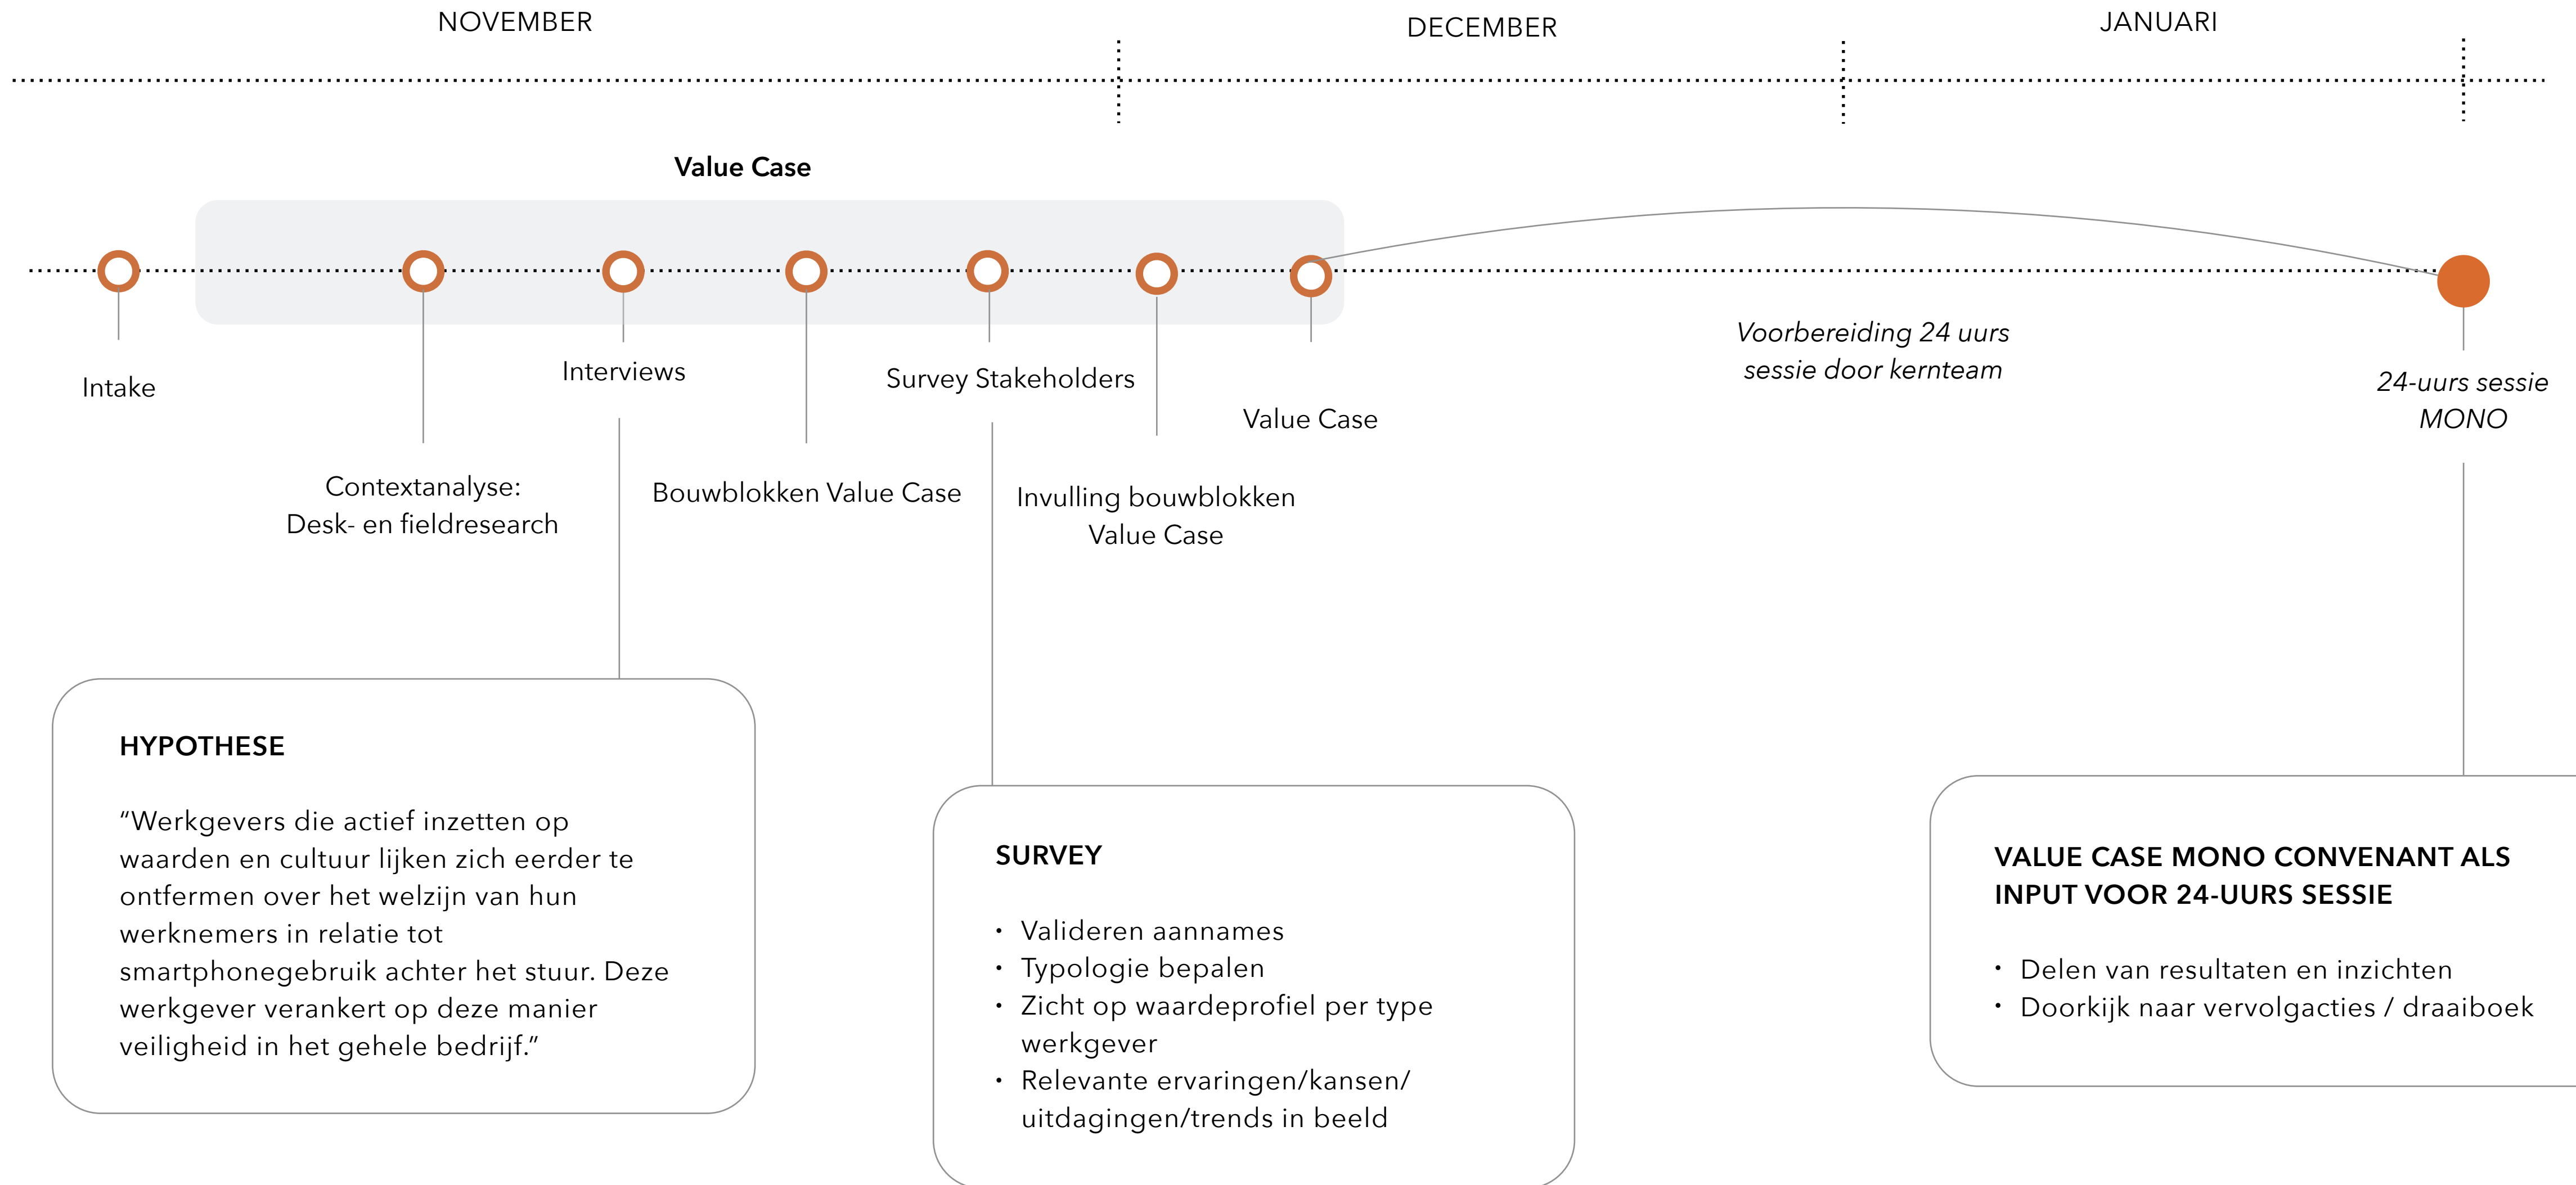 NOVEMBER
DECEMBER
JANUARI
Value Case
Intake
Contextanalyse:
Desk- en fieldresearch
Interviews
Bouwblokken Value Case
Survey Stakeholders
Invulling bouwblokken
Value Case
Value Case
Voorbereiding 24 uurs
sessie door kernteam
24-uurs sessie
MONO
HYPOTHESE
“Werkgevers die actief inzetten op
waarden en cultuur lijken zich eerder te
ontfermen over het welzijn van hun
werknemers in relatie tot
smartphonegebruik achter het stuur. Deze
werkgever verankert op deze manier
veiligheid in het gehele bedrijf.”
SURVEY
• Valideren aannames
• Typologie bepalen
• Zicht op waardeprofiel per type
werkgever
• Relevante ervaringen/kansen/
uitdagingen/trends in beeld
VALUE CASE MONO CONVENANT ALS
INPUT VOOR 24-UURS SESSIE
• Delen van resultaten en inzichten
• Doorkijk naar vervolgacties / draaiboek